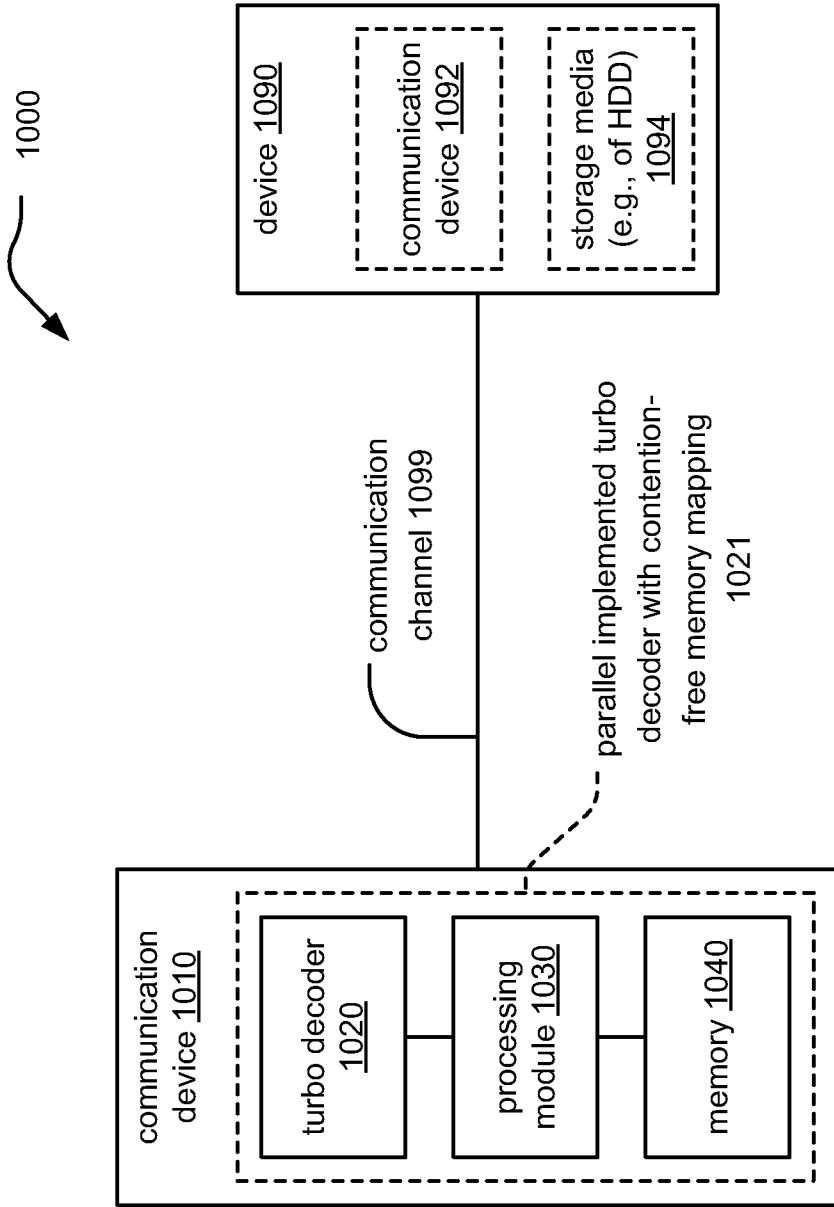 1000
communication
device 1010
turbo decoder
1020
processing
module 1030
memory 1040
communication
channel 1099
parallel implemented turbo
decoder with contention-
free memory mapping
1021
device 1090
communication
device 1092
storage media
(e.g., of HDD)
1094